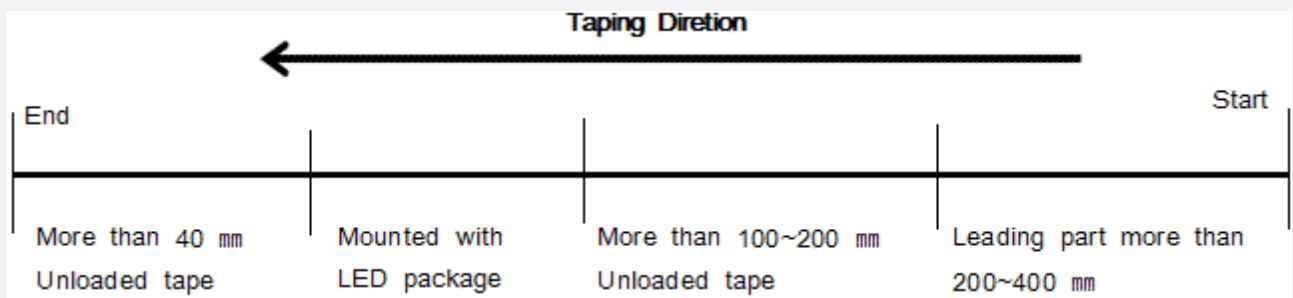 Taping Diretion
End
Start
More than 40 ㎜
Unloaded tape
Mounted with
LED package
More than 100~200 ㎜
Unloaded tape
Leading part more than
200~400 ㎜